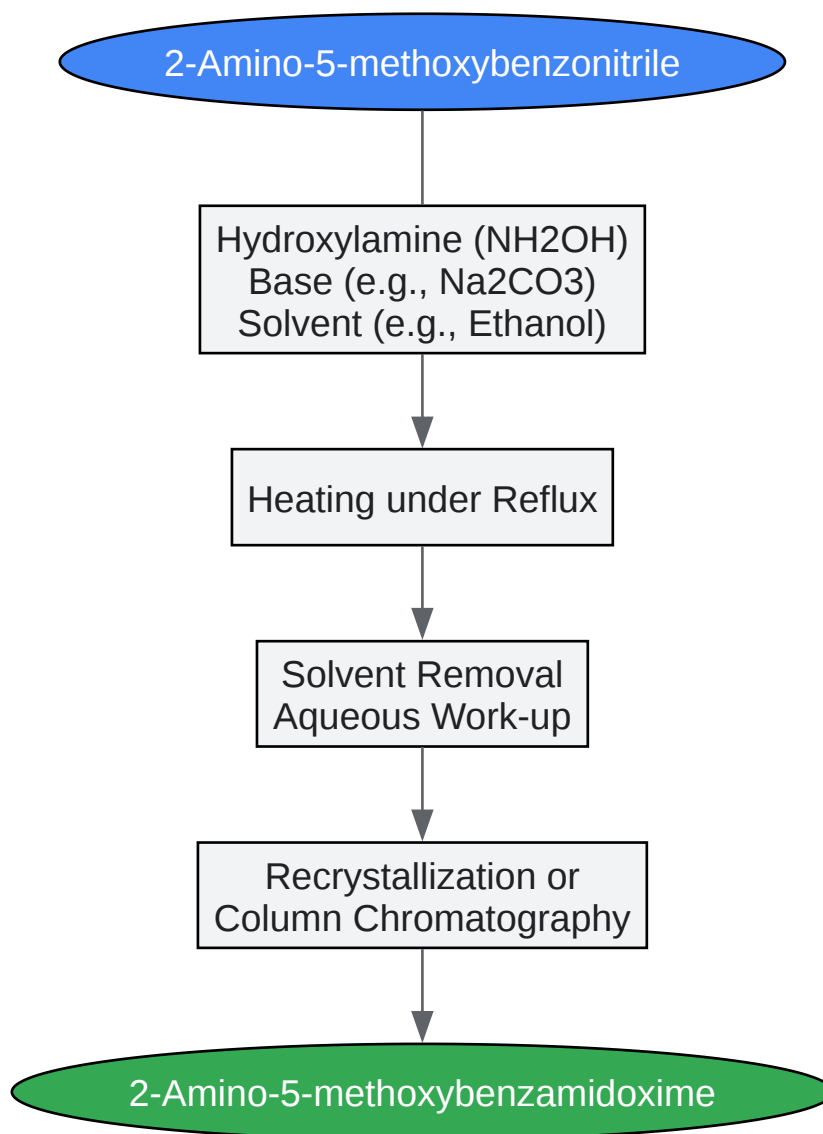 2-Amino-5-methoxybenzonitrile
Hydroxylamine (NH2OH)
Base (e.g., Na2CO3)
Solvent (e.g., Ethanol)
Heating under Reflux
Solvent Removal
Aqueous Work-up
Recrystallization or
Column Chromatography
2-Amino-5-methoxybenzamidoxime